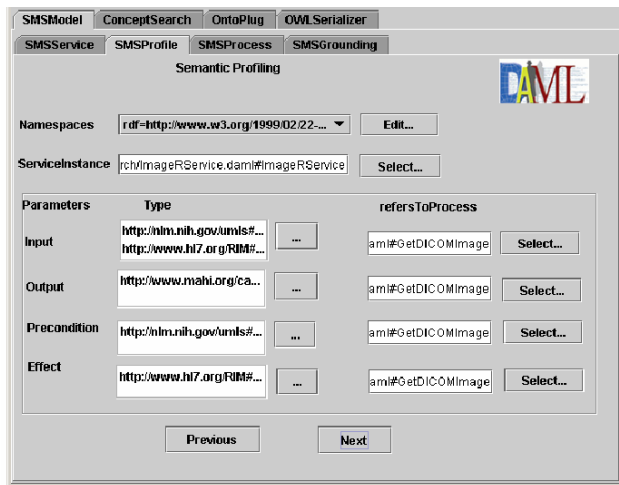 SMSModel ConceptSearch OntoPlug OWLSerializer
SMSService SMSProfile SMSProcess SMSGrounding
Semantic Profiling
DAML
Namespaces rdf=http://www.w3.org/1999/02/22-... Edit...
ServiceInstance rch/ImageRService.daml#ImageRService Select...
Parameters Type refersToProcess
Input http://nlm.nih.gov/umls#... ... aml#GetDICOMImage Select...
http://www.hl7.org/RIM#...
Output http://www.mahi.org/ca... ... aml#GetDICOMImage Select...
Precondition http://nlm.nih.gov/umls#... ... aml#GetDICOMImage Select...
Effect http://www.hl7.org/RIM#... ... aml#GetDICOMImage Select...
Previous Next